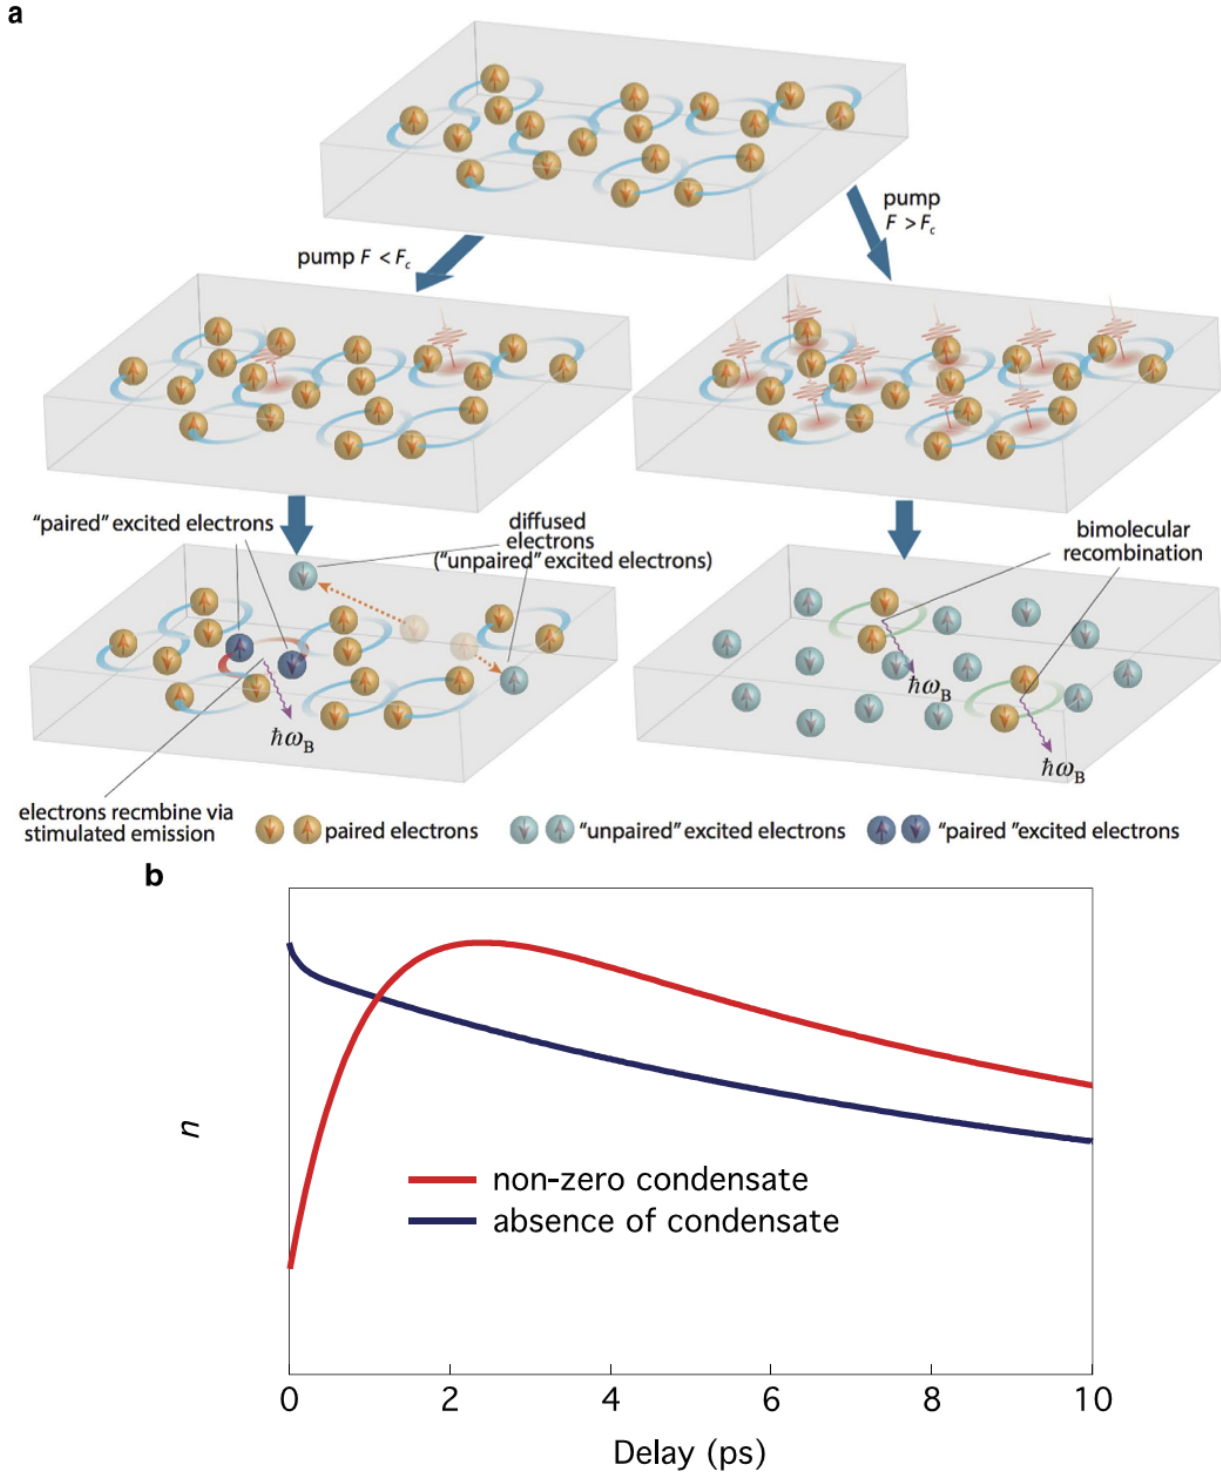 a
pump
F > Fc
pump F < Fc
"paired" excited electrons
diffused
electrons
("unpaired" excited electrons)
bimolecular
recombination
ħωB
ħωB
ħωB
electrons recmbine via
stimulated emission
paired electrons
"unpaired" excited electrons
"paired "excited electrons
b
n
non-zero condensate
absence of condensate
0 2 4 6 8 10
Delay (ps)